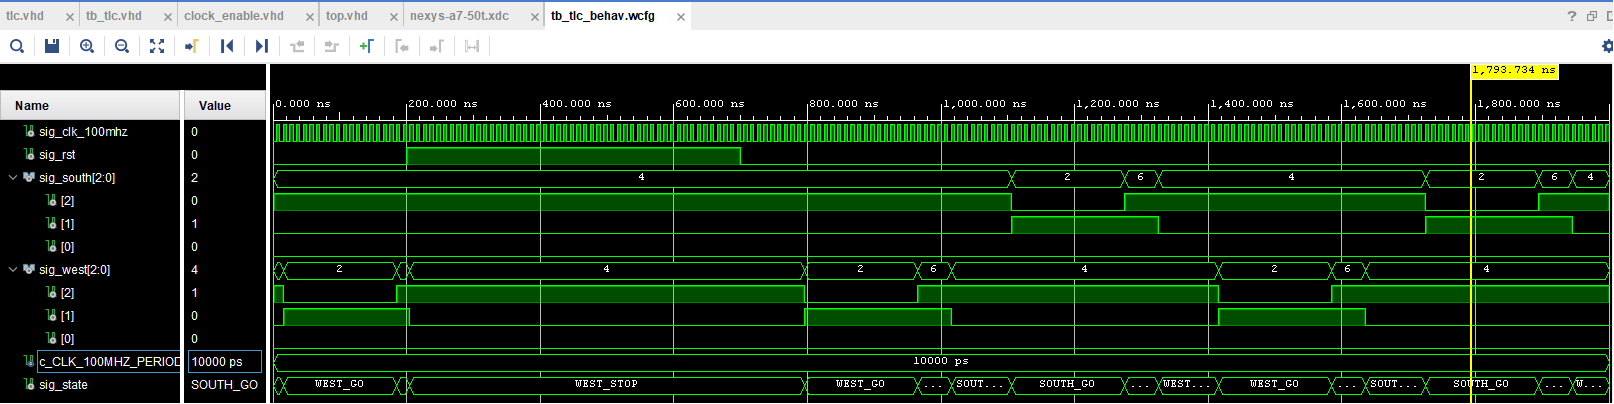 tlc.vhd × tb_tlc.vhd × clock_enable.vhd × top.vhd × nexys-a7-50t.xdc × tb_tlc_behav.wcfg ×
?
1,793.734 ns
Name Value
0.000 ns 200.000 ns 400.000 ns 600.000 ns 800.000 ns 1,000.000 ns 1,200.000 ns 1,400.000 ns 1,600.000 ns 1,800.000 ns
sig_clk_100mhz 0
sig_rst 0
sig_south[2:0] 2 4 2 6 4 2 6 4
[2] 0
[1] 1
[0] 0
sig_west[2:0] 4 2 4 2 6 4 2 6 4
[2] 1
[1] 0
[0] 0
c_CLK_100MHZ_PERIOD 10000 ps 10000 ps
sig_state SOUTH_GO WEST_GO WEST_STOP WEST_GO ... SOUT... SOUTH_GO ... WEST... WEST_GO ... SOUT... SOUTH_GO ... W...